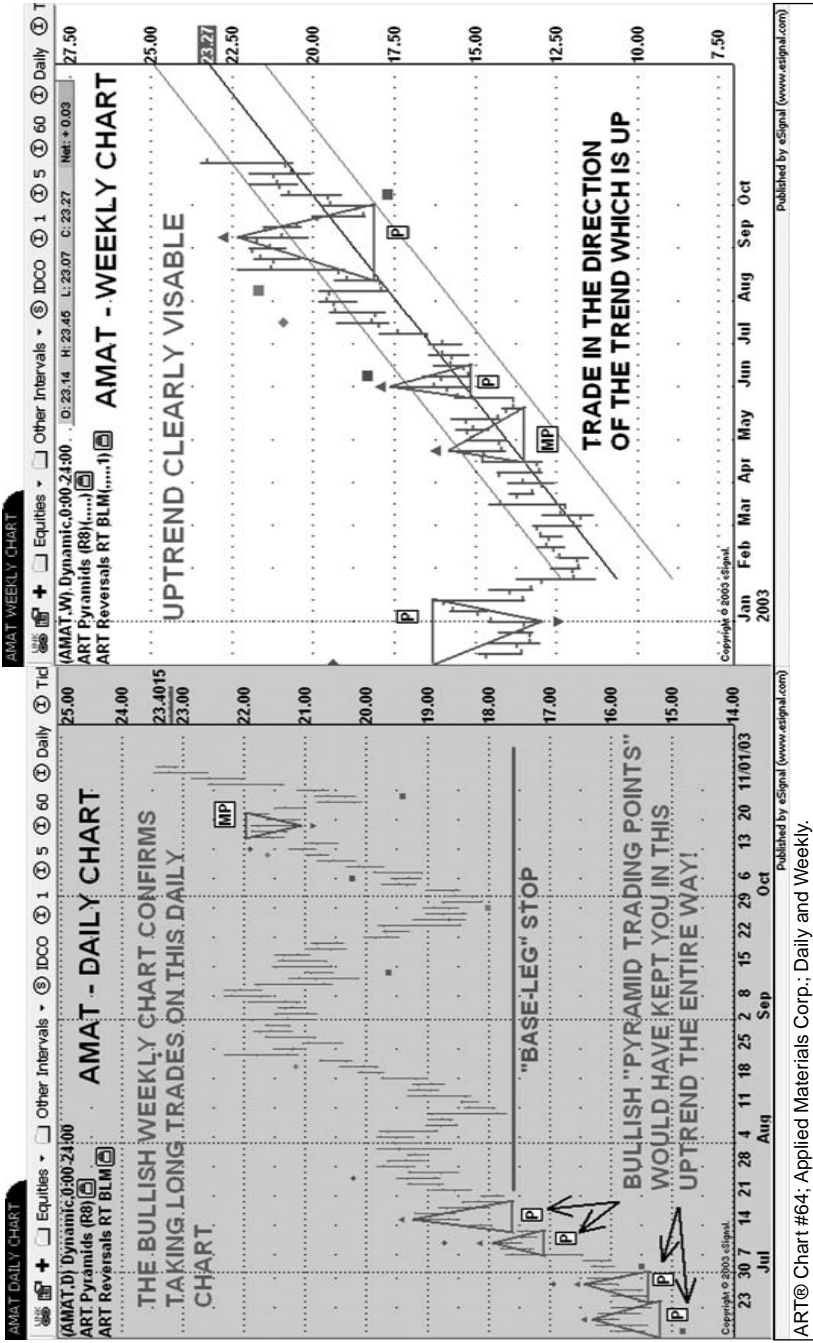 AMAT DAILY CHART
Equities
Other Intervals
IDCO
1
5
60
Daily
Tid
(AMAT,D) Dynamic,0:00-24:00
ART Pyramids (R8)
ART Reversals RT BLM
AMAT - DAILY CHART
THE BULLISH WEEKLY CHART CONFIRMS
TAKING LONG TRADES ON THIS DAILY
CHART
MP
"BASE-LEG" STOP
P
P
P
P
BULLISH "PYRAMID TRADING POINTS"
WOULD HAVE KEPT YOU IN THIS
UPTREND THE ENTIRE WAY!
25.00
24.00
23.4015
23.00
22.00
21.00
20.00
19.00
18.00
17.00
16.00
15.00
14.00
Copyright © 2003 eSignal.
23 30 7 14 21 28 4 11 18 25 2 8 15 22 29 6 13 20 11/01/03
Jul Aug Sep Oct
Published by eSignal (www.esignal.com)
AMAT WEEKLY CHART
LINK
Equities
Other Intervals
IDCO
1
5
60
Daily
T
(AMAT,W) Dynamic,0:00-24:00
O: 23.14 H: 23.45 L: 23.07 C: 23.27 Net: + 0.03
ART Pyramids (R8)(.....)
ART Reversals RT BLM(.....1)
AMAT - WEEKLY CHART
UPTREND CLEARLY VISABLE
P
MP
P
P
TRADE IN THE DIRECTION
OF THE TREND WHICH IS UP
27.50
25.00
23.27
22.50
20.00
17.50
15.00
12.50
10.00
7.50
Copyright © 2003 eSignal.
Jan Feb Mar Apr May Jun Jul Aug Sep Oct
2003
Published by eSignal (www.esignal.com)
ART® Chart #64; Applied Materials Corp.; Daily and Weekly.